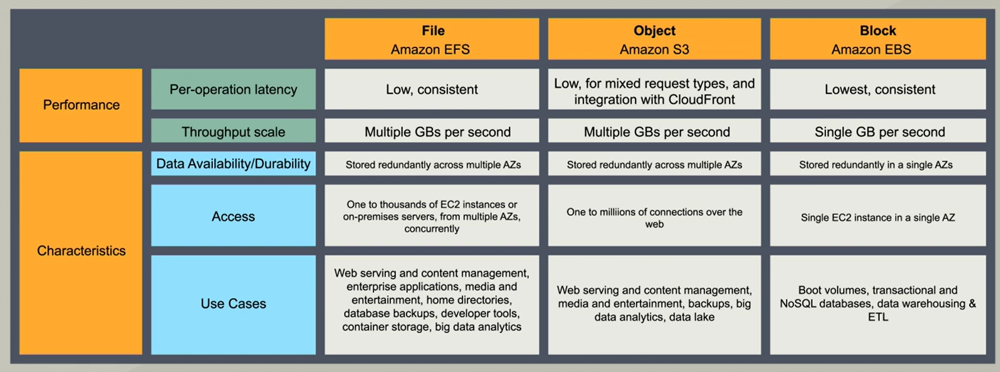 File
Amazon EFS
Object
Amazon S3
Block
Amazon EBS
Performance
Per-operation latency
Low, consistent
Low, for mixed request types, and
integration with CloudFront
Lowest, consistent
Throughput scale
Multiple GBs per second
Multiple GBs per second
Single GB per second
Characteristics
Data Availability/Durability
Stored redundantly across multiple AZs
Stored redundantly across multiple AZs
Stored redundantly in a single AZs
Access
One to thousands of EC2 instances or
on-premises servers, from multiple AZs,
concurrently
One to milliions of connections over the
web
Single EC2 instance in a single AZ
Use Cases
Web serving and content management,
enterprise applications, media and
entertainment, home directories,
database backups, developer tools,
container storage, big data analytics
Web serving and content management,
media and entertainment, backups, big
data analytics, data lake
Boot volumes, transactional and
NoSQL databases, data warehousing &
ETL